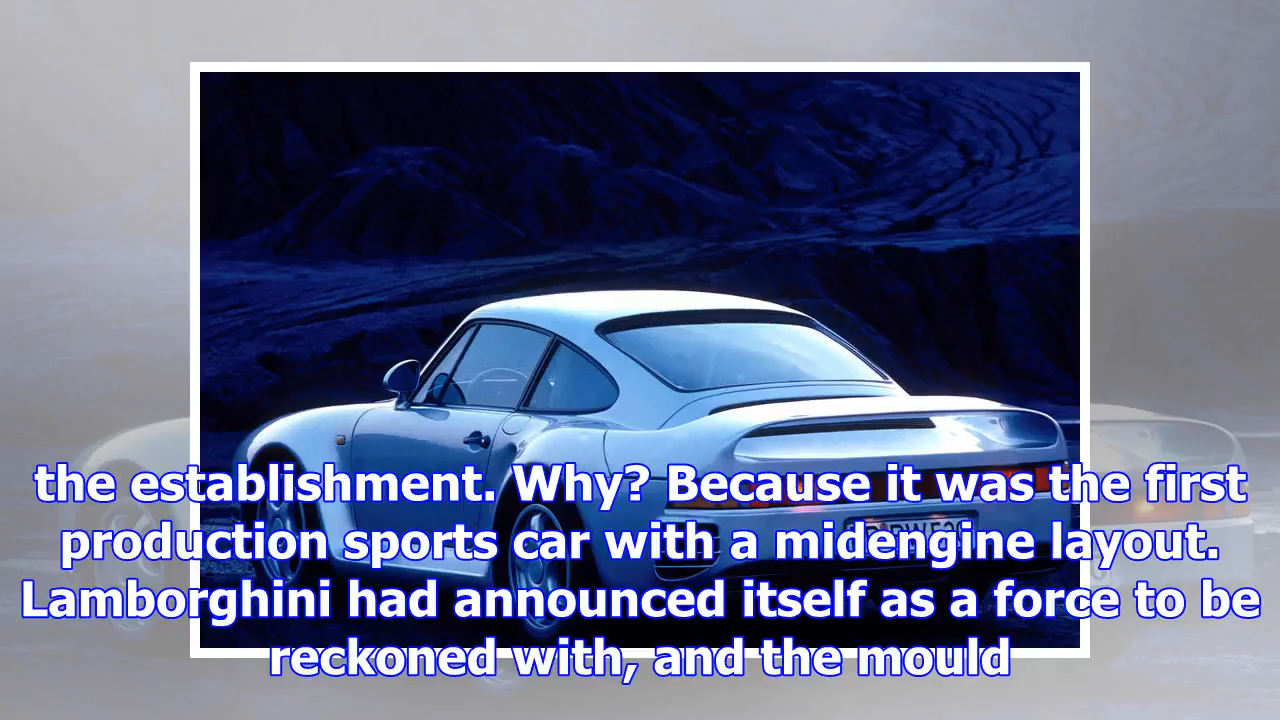 the establishment. Why? Because it was the first
production sports car with a midengine layout.
Lamborghini had announced itself as a force to be
reckoned with, and the mould